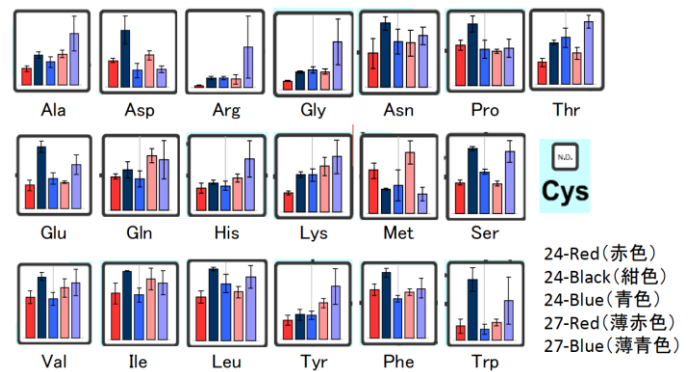 Ala Asp Arg Gly Asn Pro Thr
N.D.
Cys
Glu Gln His Lys Met Ser
24-Red(赤色)
24-Black(紺色)
24-Blue(青色)
27-Red(薄赤色)
27-Blue(薄青色)
Val Ile Leu Tyr Phe Trp